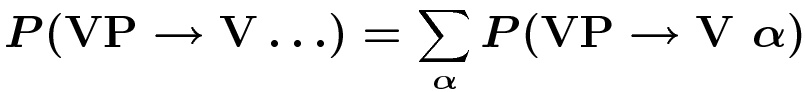 P(VP → V ...) = ∑_α P(VP → V α)